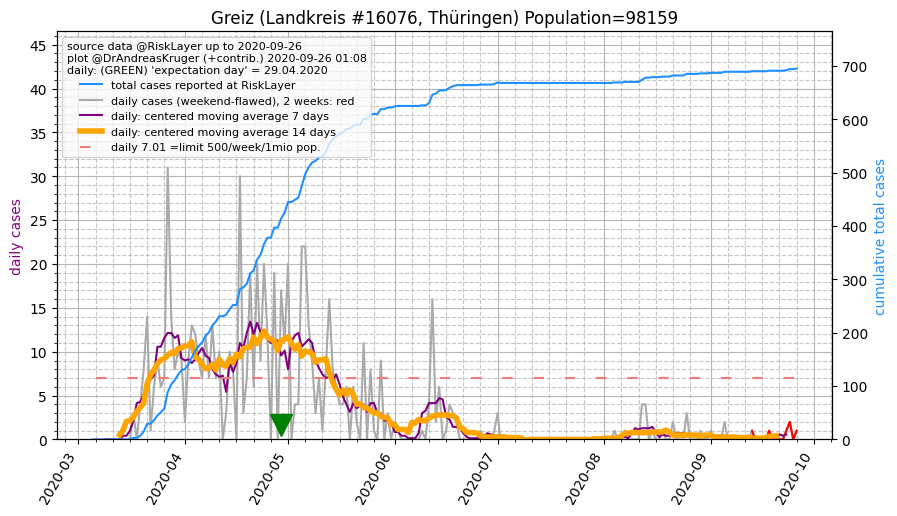 Greiz (Landkreis #16076, Thüringen) Population=98159
source data @RiskLayer up to 2020-09-26
plot @DrAndreasKruger (+contrib.) 2020-09-26 01:08
daily: (GREEN) 'expectation day' = 29.04.2020
total cases reported at RiskLayer
daily cases (weekend-flawed), 2 weeks: red
daily: centered moving average 7 days
daily: centered moving average 14 days
daily 7.01 =limit 500/week/1mio pop.
daily cases
45
40
35
30
25
20
15
10
5
0
cumulative total cases
700
600
500
400
300
200
100
0
2020-03
2020-04
2020-05
2020-06
2020-07
2020-08
2020-09
2020-10